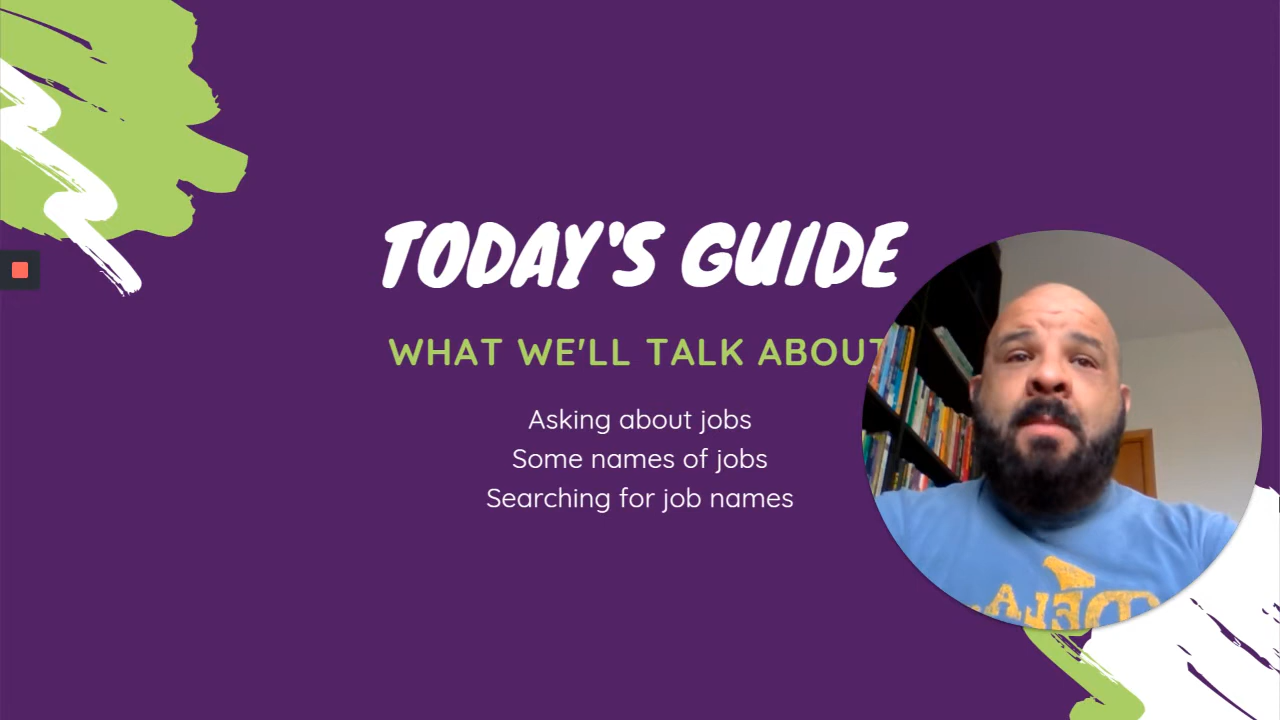 TODAY'S GUIDE
WHAT WE'LL TALK ABOUT
Asking about jobs
Some names of jobs
Searching for job names